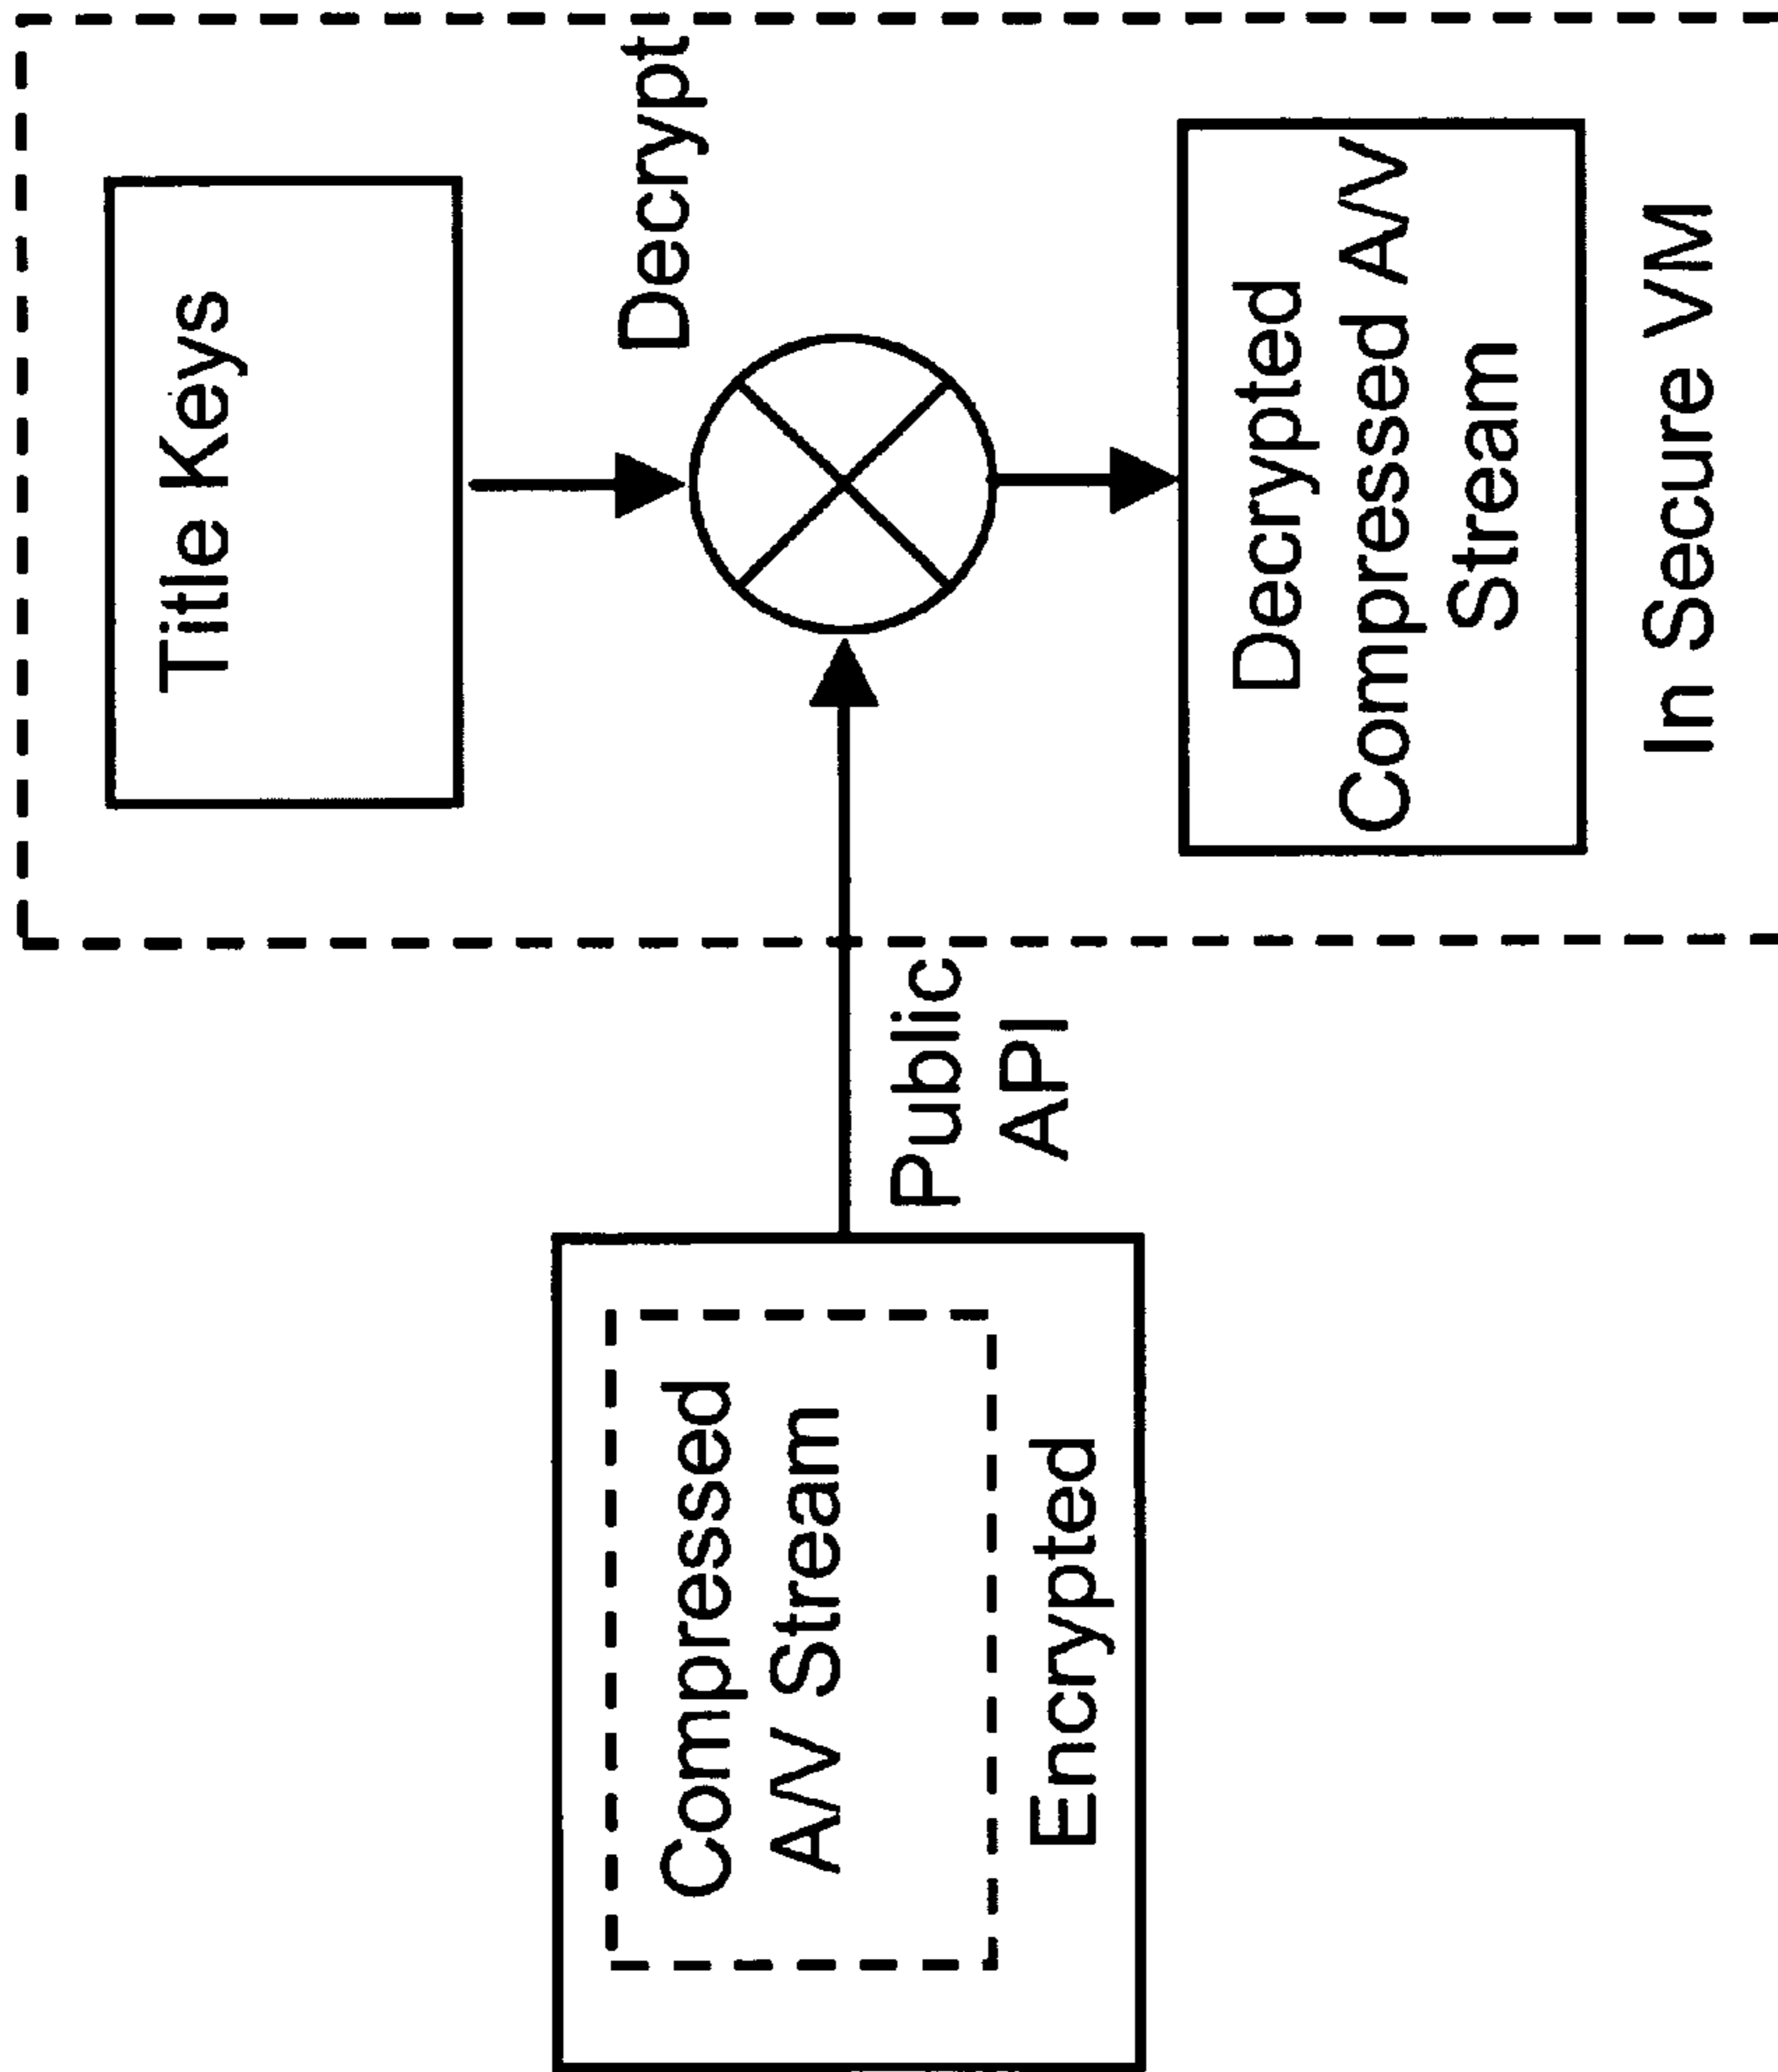 Compressed
A/V Stream
Encrypted
Public
API
Title Keys
Decrypt
Decrypted
Compressed A/V
Stream
In Secure VM